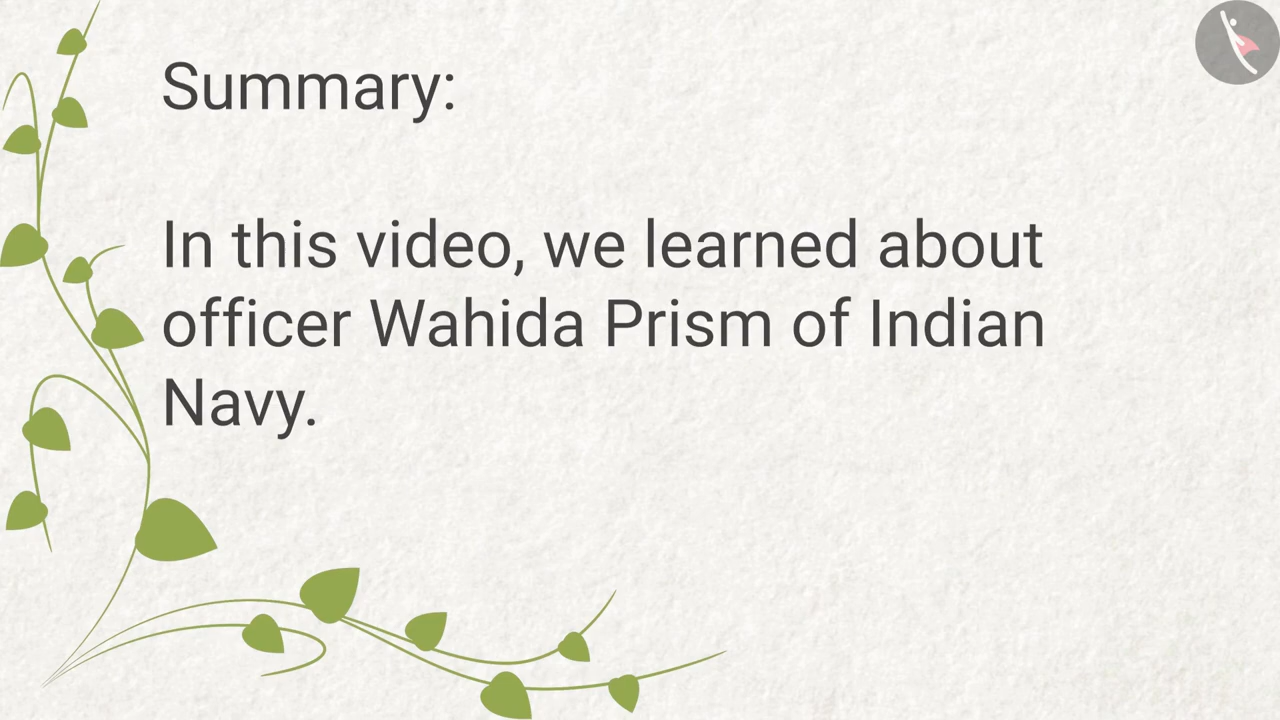 Summary:
In this video, we learned about
officer Wahida Prism of Indian
Navy.